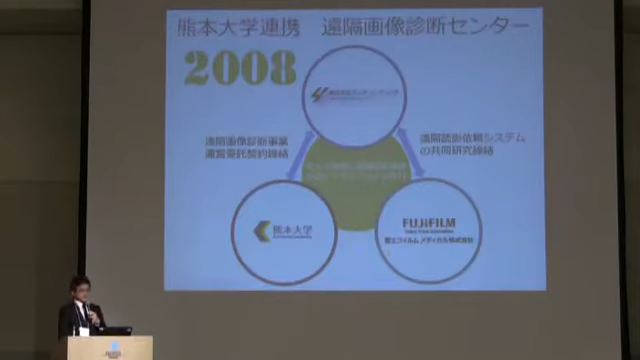 熊本大学連携 遠隔画像診断センター
2008
遠隔画像診断事業
運営委託契約締結
遠隔読影依頼システム
の共同研究締結
熊本大学
FUJIFILM
富士フイルム メディカル株式会社